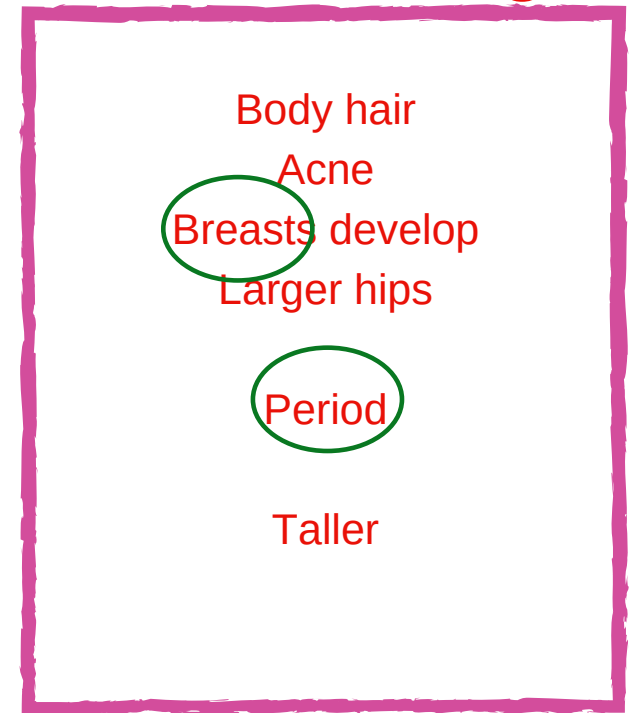 Body hair
Acne
Breasts develop
Larger hips
Period
Taller